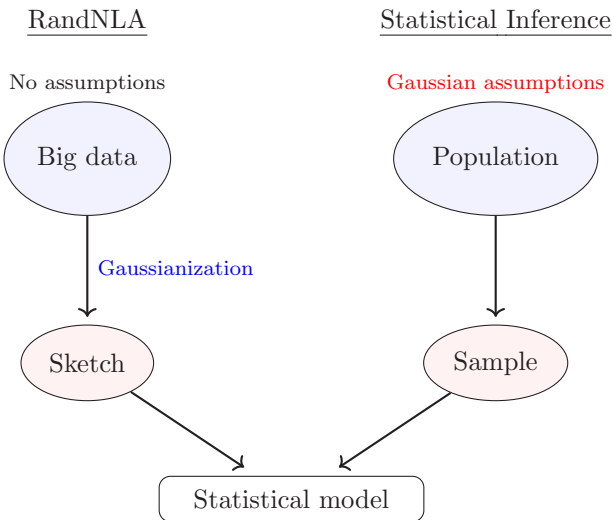 RandNLA
Statistical Inference
No assumptions
Gaussian assumptions
Big data
Population
Gaussianization
Sketch
Sample
Statistical model